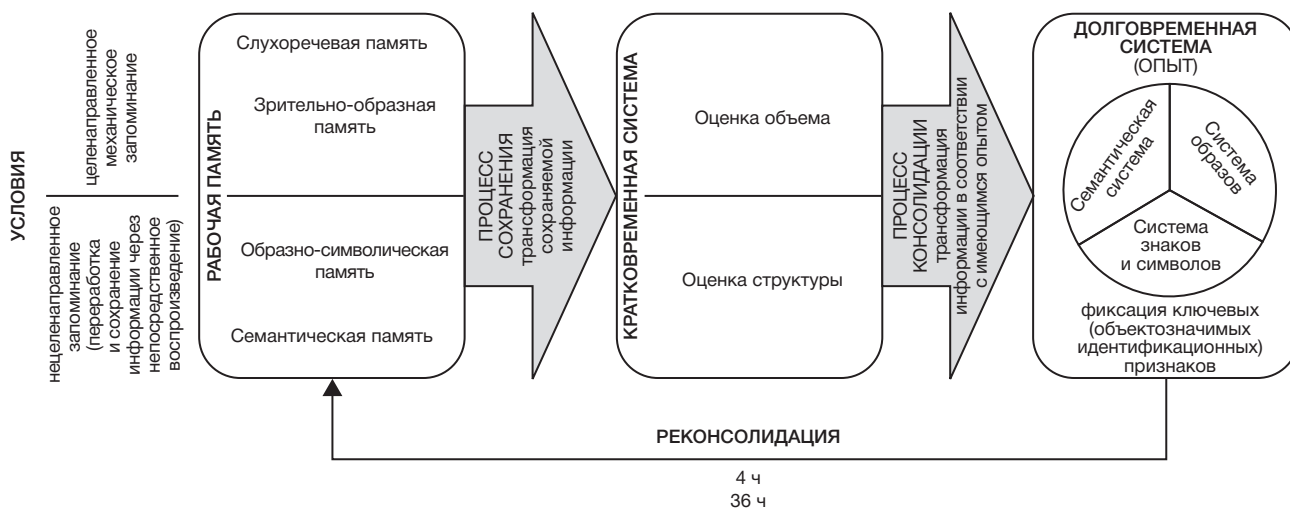 УСЛОВИЯ
целенаправленное
механическое
запоминание
нецеленаправленное
запоминание
(переработка
и сохранение
информации через
непосредственное
воспроизведение)
РАБОЧАЯ ПАМЯТЬ
Слухоречевая память
Зрительно-образная
память
Образно-символическая
память
Семантическая память
ПРОЦЕСС
СОХРАНЕНИЯ
трансформация
сохраняемой
информации
КРАТКОВРЕМЕННАЯ СИСТЕМА
Оценка объема
Оценка структуры
ПРОЦЕСС
КОНСОЛИДАЦИИ
трансформация
информации в соответствии
с имеющимся опытом
ДОЛГОВРЕМЕННАЯ
СИСТЕМА
(ОПЫТ)
Семантическая
система
Система
образов
Система
знаков
и символов
фиксация ключевых
(объектозначимых
идентификационных)
признаков
РЕКОНСОЛИДАЦИЯ
4 ч
36 ч